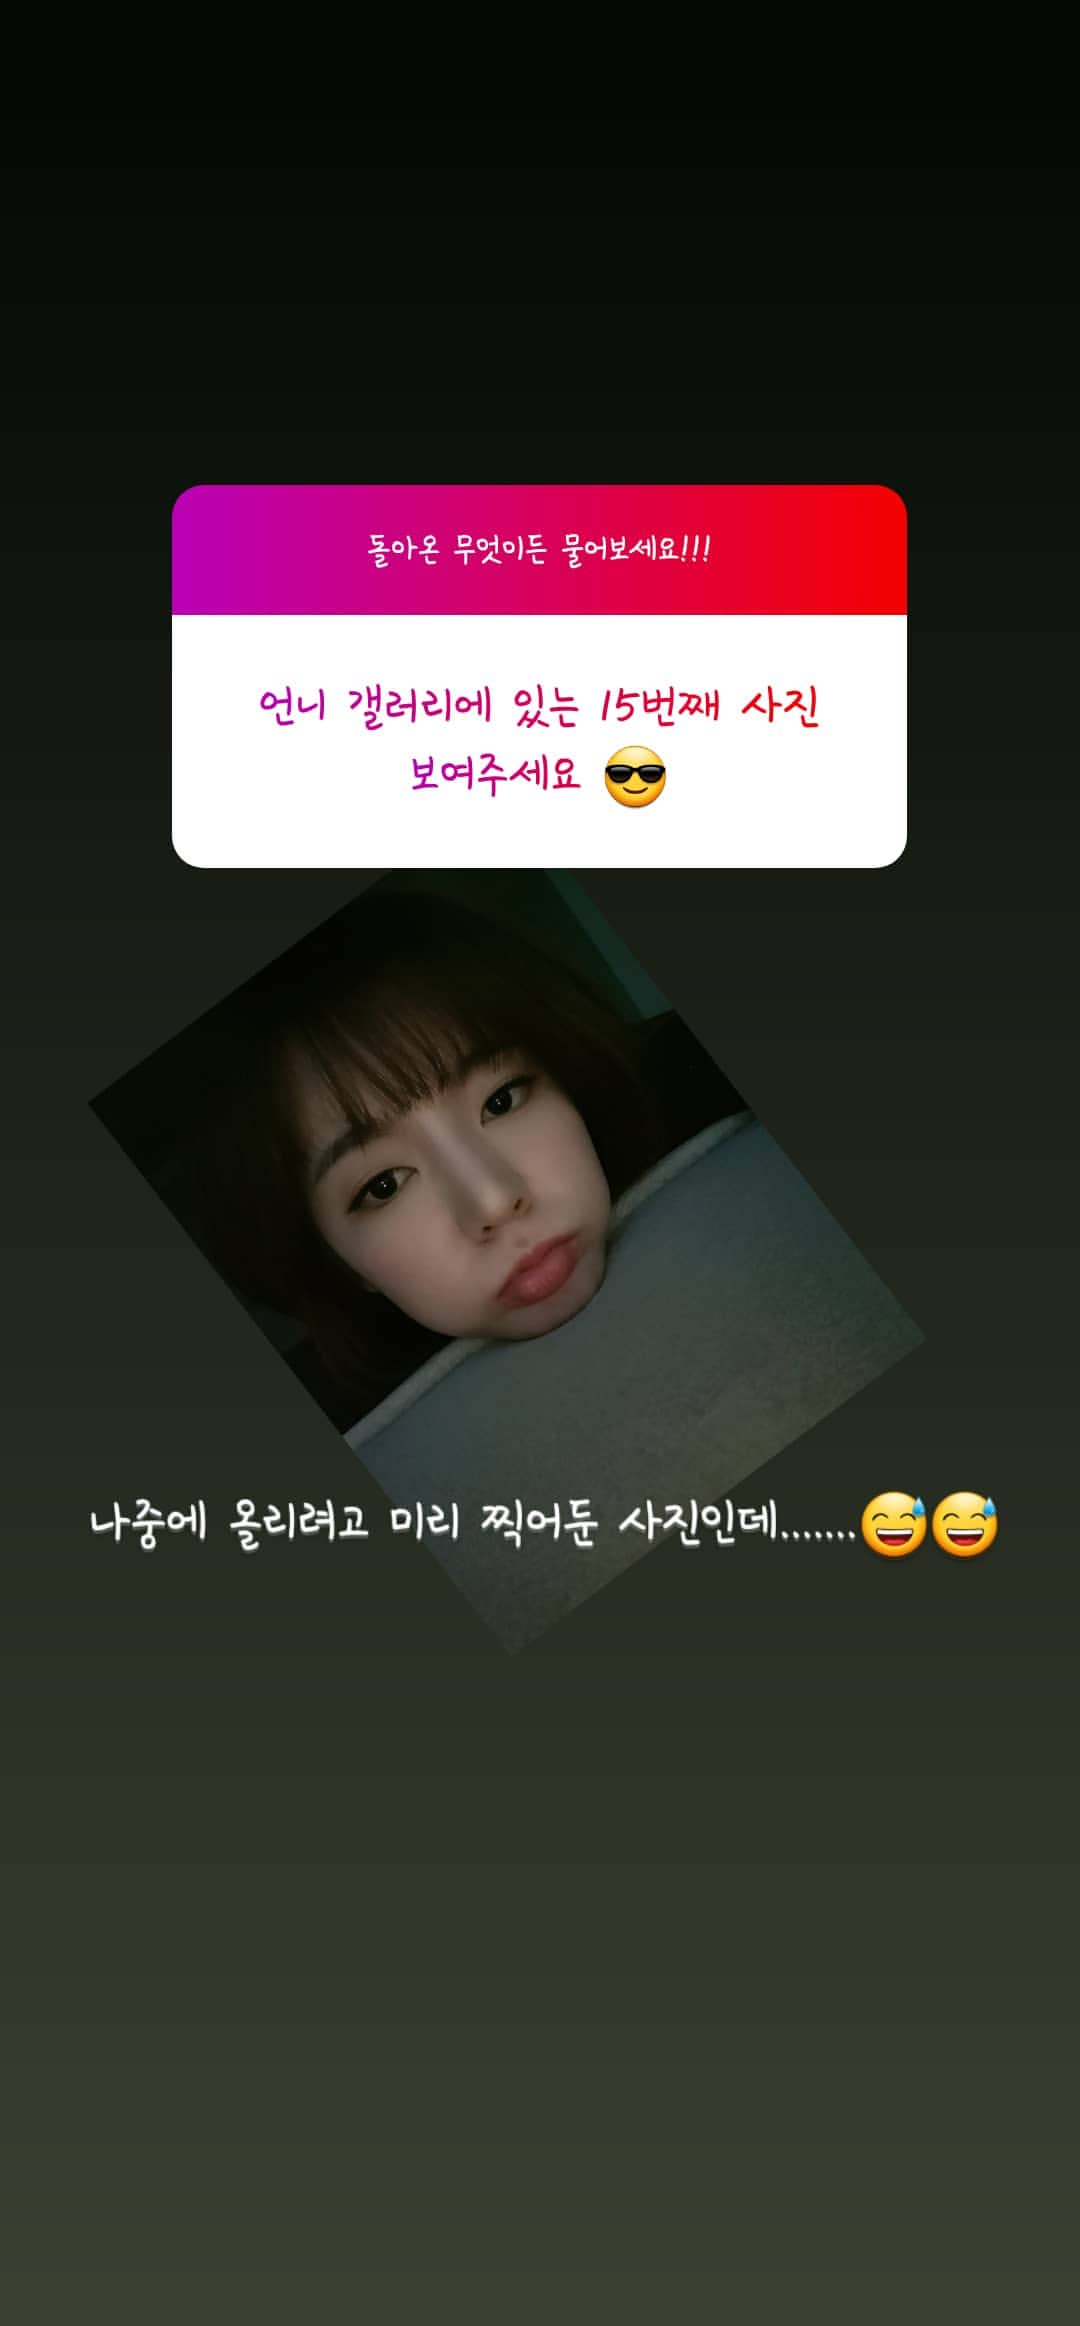 돌아온 무엇이든 물어보세요!!!
언니 갤러리에 있는 15번째 사진
보여주세요 😎
나중에 올리려고 미리 찍어둔 사진인데.......😅😅